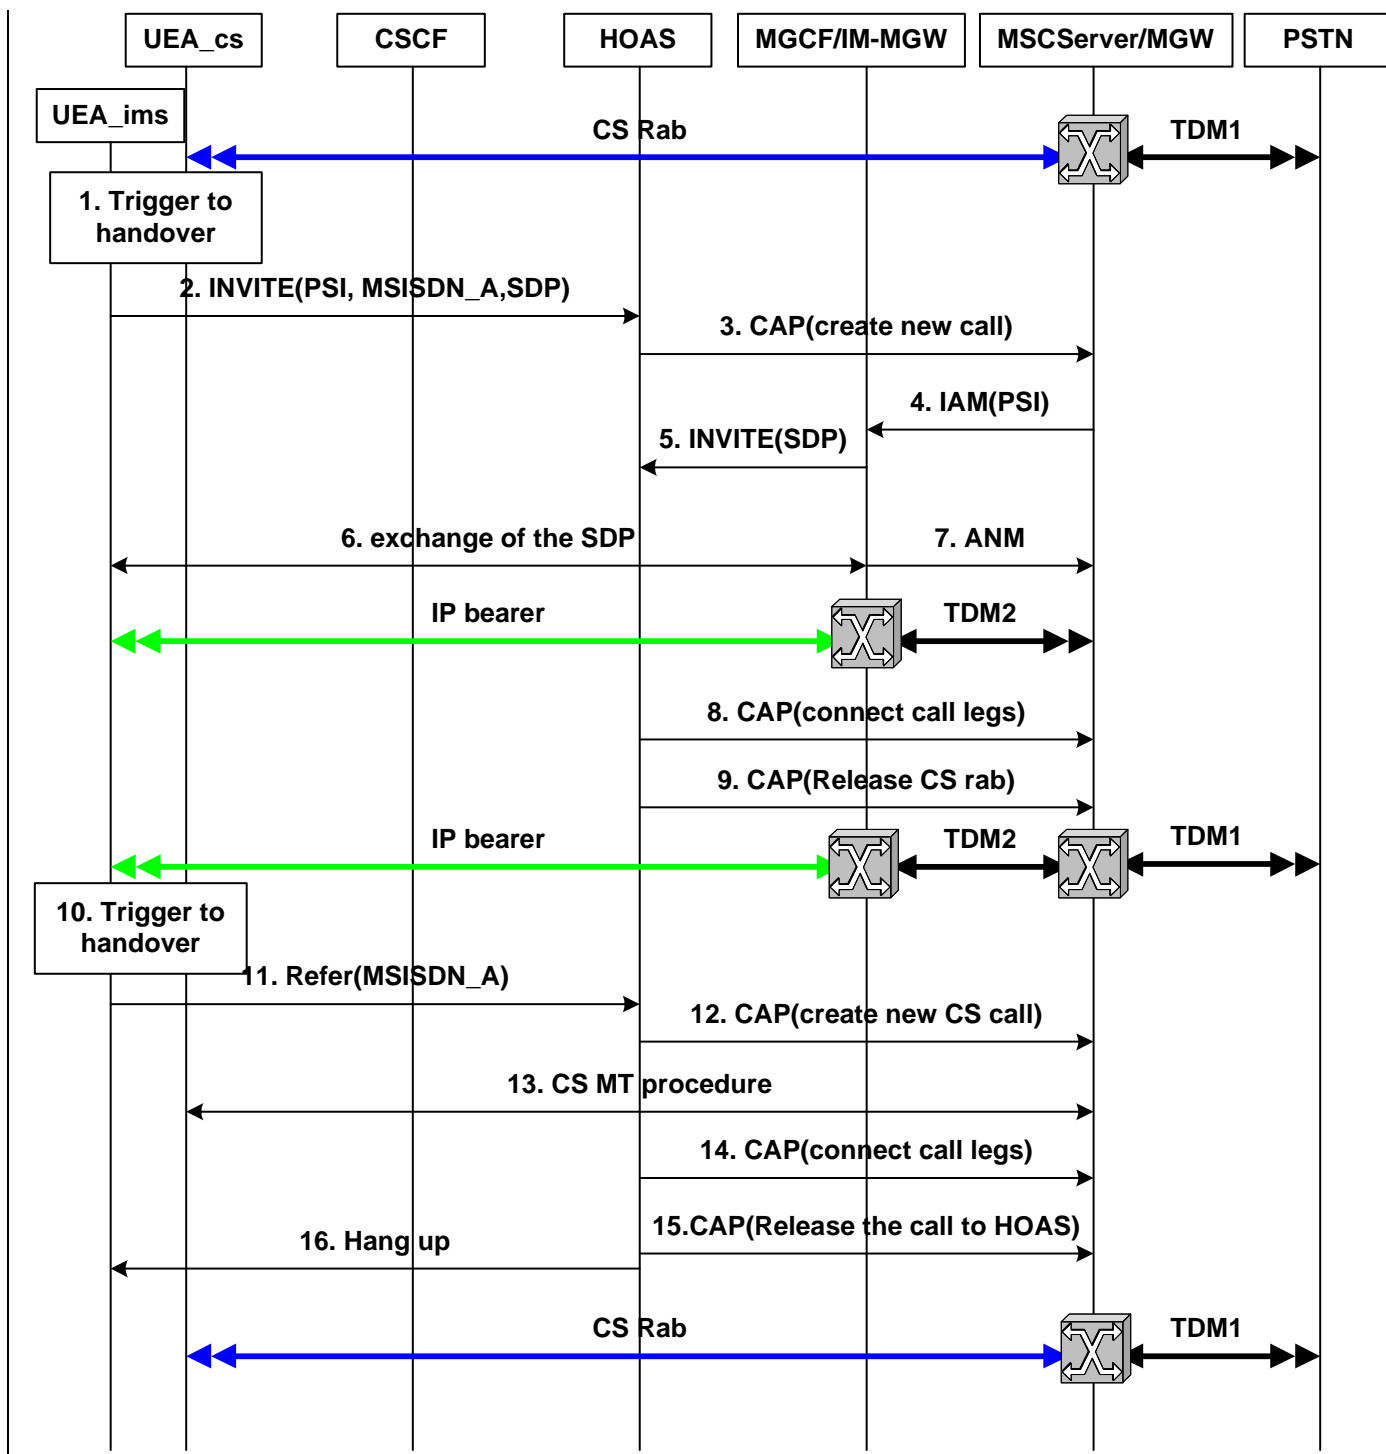 UEA_cs
CSCF
HOAS
MGCF/IM-MGW
MSCServer/MGW
PSTN
UEA_ims
CS Rab
TDM1
1. Trigger to
handover
2. INVITE(PSI, MSISDN_A,SDP)
3. CAP(create new call)
4. IAM(PSI)
5. INVITE(SDP)
6. exchange of the SDP
7. ANM
IP bearer
TDM2
8. CAP(connect call legs)
9. CAP(Release CS rab)
IP bearer
TDM2
TDM1
10. Trigger to
handover
11. Refer(MSISDN_A)
12. CAP(create new CS call)
13. CS MT procedure
14. CAP(connect call legs)
15.CAP(Release the call to HOAS)
16. Hang up
CS Rab
TDM1